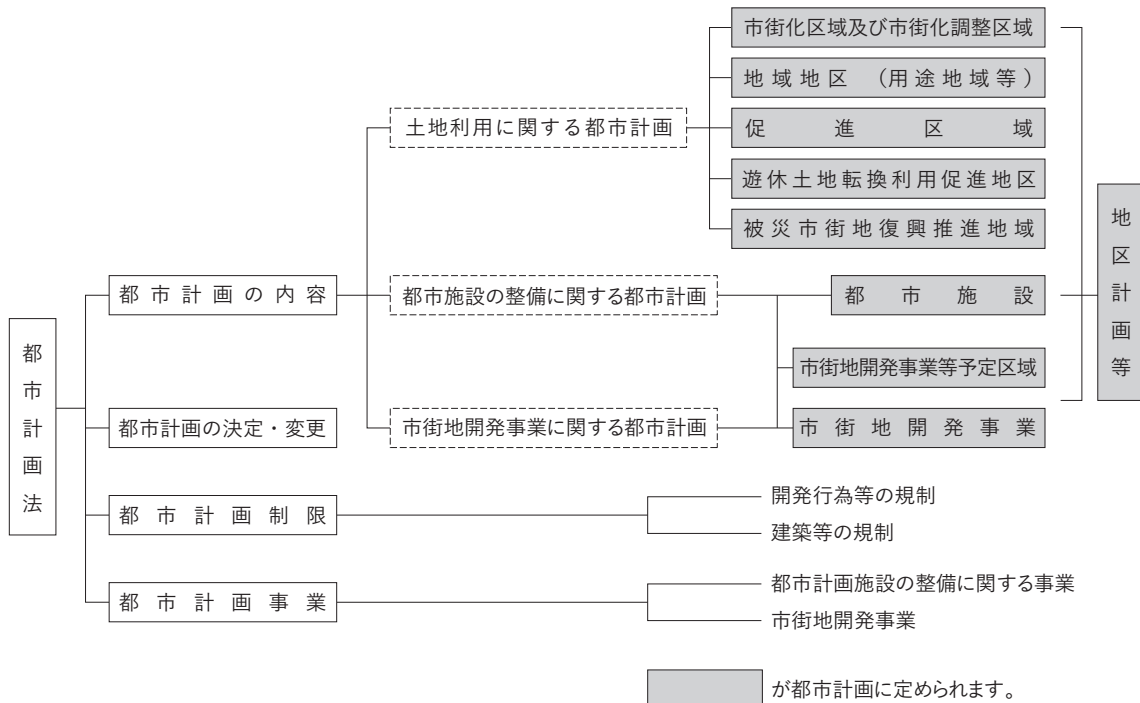 都市計画法
都市計画の内容
都市計画の決定・変更
都市計画制限
都市計画事業
土地利用に関する都市計画
都市施設の整備に関する都市計画
市街地開発事業に関する都市計画
市街化区域及び市街化調整区域
地域地区（用途地域等）
促進区域
遊休土地転換利用促進地区
被災市街地復興推進地域
都市施設
市街地開発事業等予定区域
市街地開発事業
地区計画等
開発行為等の規制
建築等の規制
都市計画施設の整備に関する事業
市街地開発事業
が都市計画に定められます。